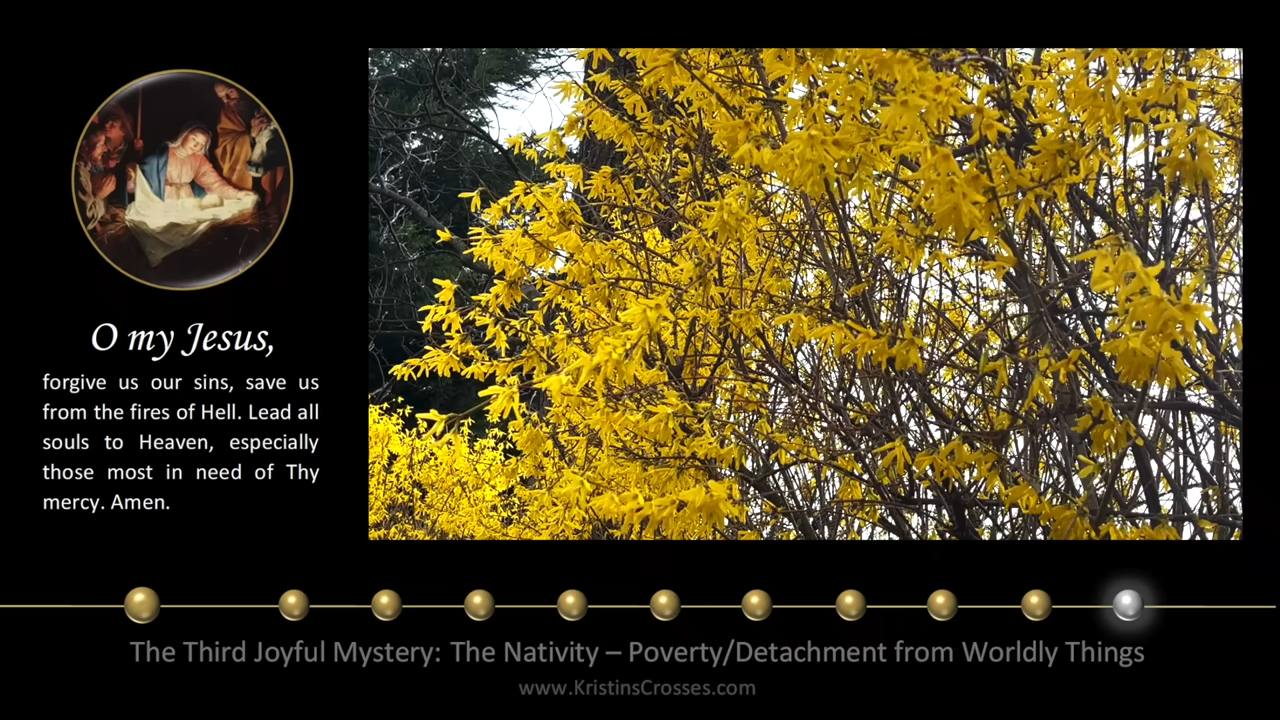 O my Jesus,
forgive us our sins, save us
from the fires of Hell. Lead all
souls to Heaven, especially
those most in need of Thy
mercy. Amen.
The Third Joyful Mystery: The Nativity – Poverty/Detachment from Worldly Things
www.KristinsCrosses.com